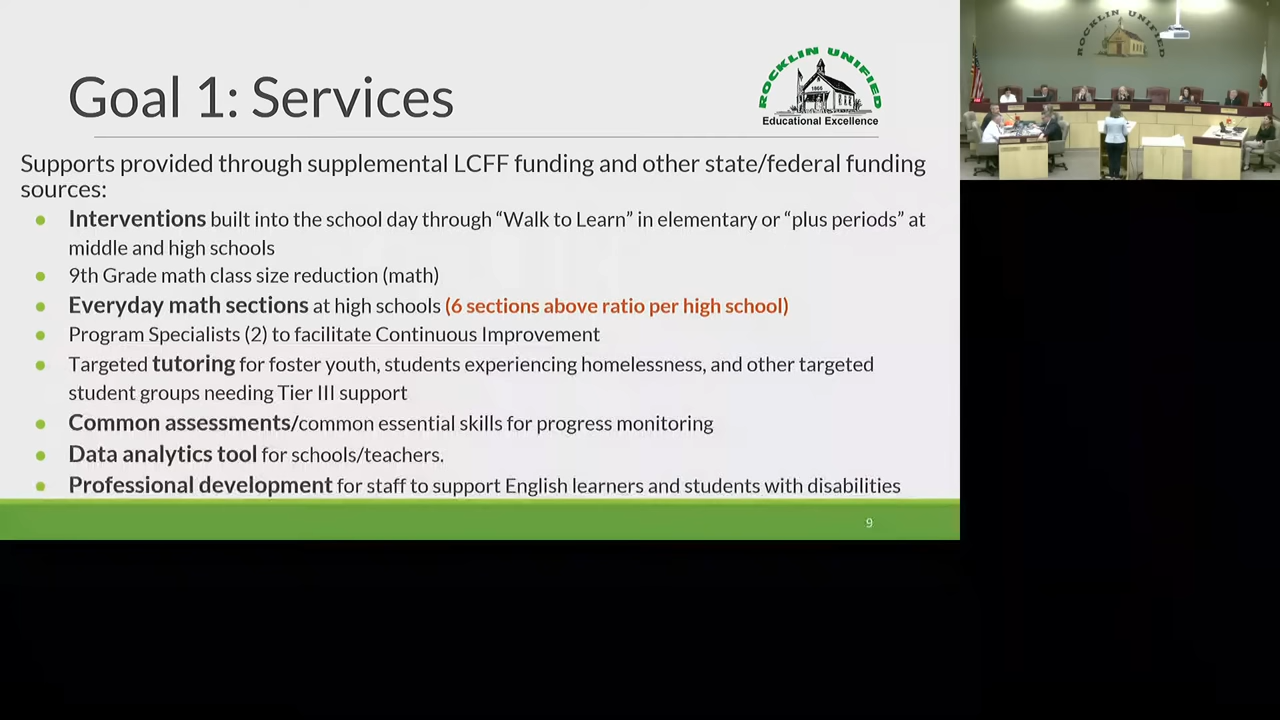 Goal 1: Services
ROCKLIN UNIFIED
1866
Educational Excellence
Supports provided through supplemental LCFF funding and other state/federal funding
sources:
Interventions built into the school day through “Walk to Learn” in elementary or “plus periods” at
middle and high schools
9th Grade math class size reduction (math)
Everyday math sections at high schools (6 sections above ratio per high school)
Program Specialists (2) to facilitate Continuous Improvement
Targeted tutoring for foster youth, students experiencing homelessness, and other targeted
student groups needing Tier III support
Common assessments/common essential skills for progress monitoring
Data analytics tool for schools/teachers.
Professional development for staff to support English learners and students with disabilities
9
ROCKLIN UNIFIED